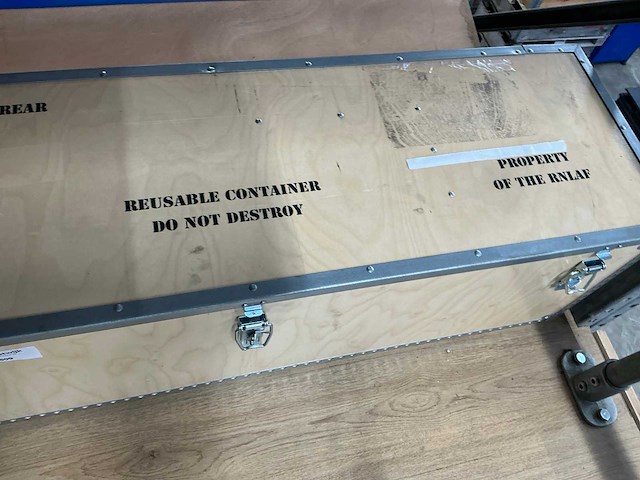 REAR
REUSABLE CONTAINER
DO NOT DESTROY
PROPERTY
OF THE RNLAF